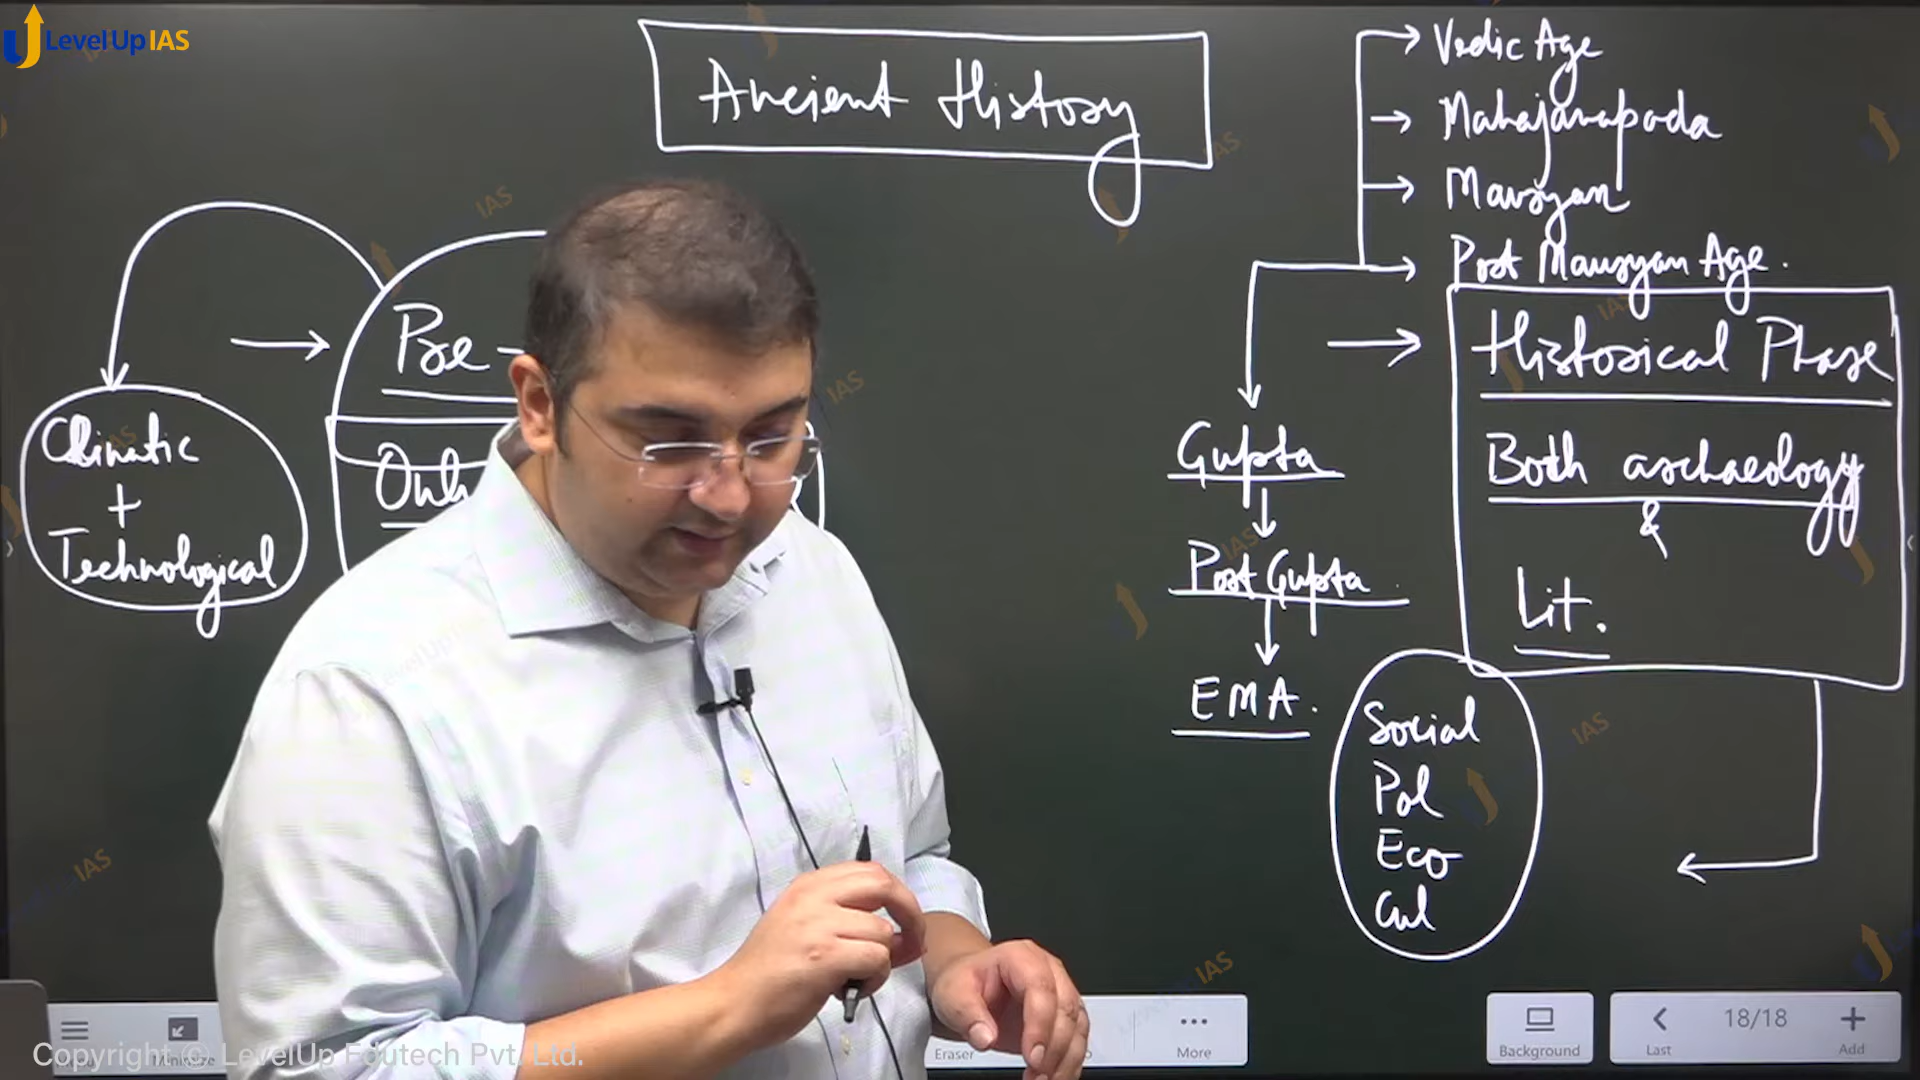 LevelUp IAS
Ancient History
Vedic Age
Mahajanapada
Mauryan
Post Mauryan Age.
Pre -
Historical Phase
Both archaeology
&
Lit.
Climatic
+
Technological
Only
Gupta
Post Gupta
EMA.
Social
Pol
Eco
Cul
Copyright © LevelUp Edutech Pvt. Ltd.
Minimize
Eraser
More
Background
Last
18/18
Add